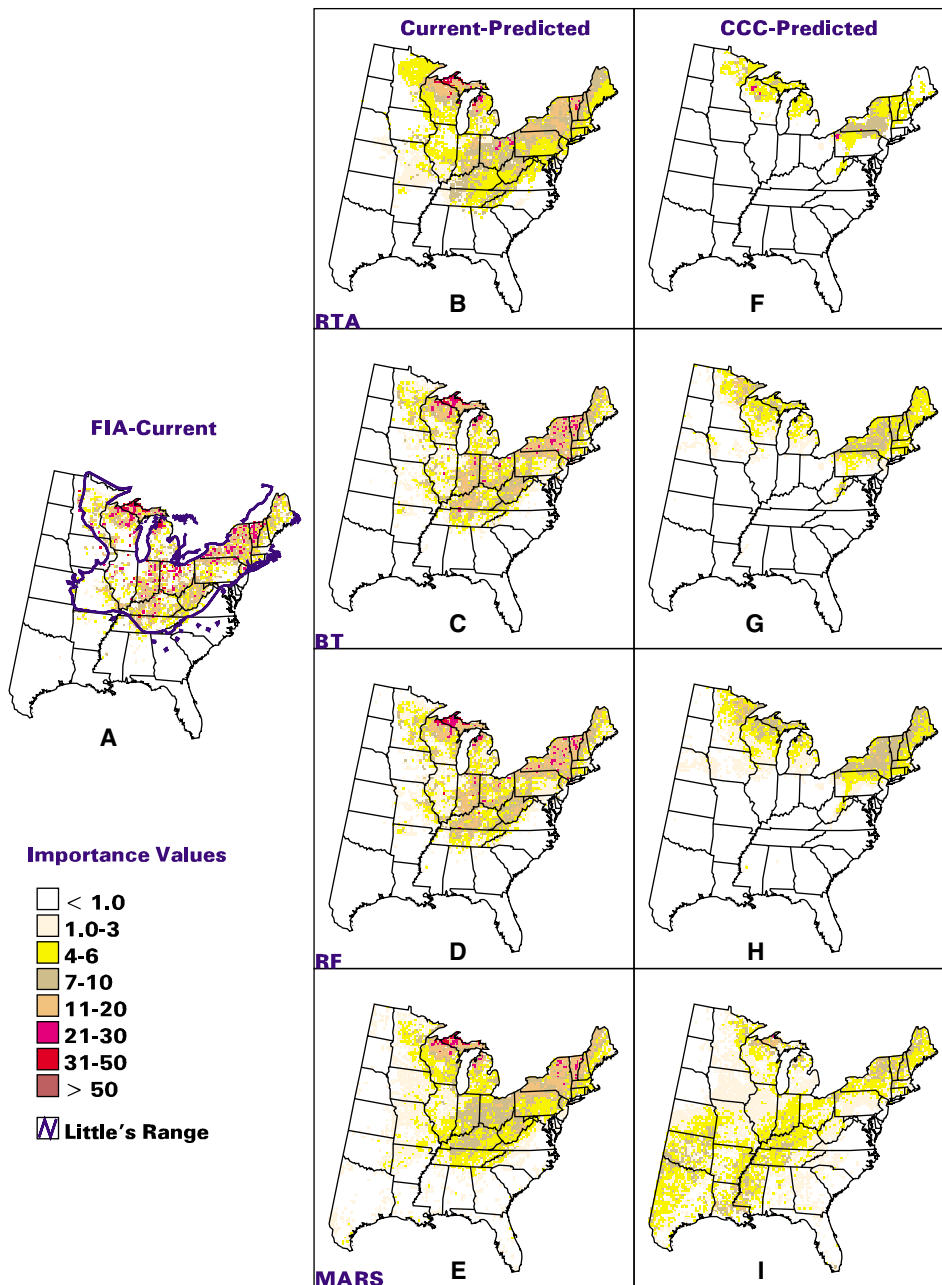 Current-Predicted
CCC-Predicted
B
F
RTA
FIA-Current
C
G
BT
A
D
H
RF
Importance Values
< 1.0
1.0-3
4-6
7-10
11-20
21-30
31-50
> 50
Little's Range
E
I
MARS